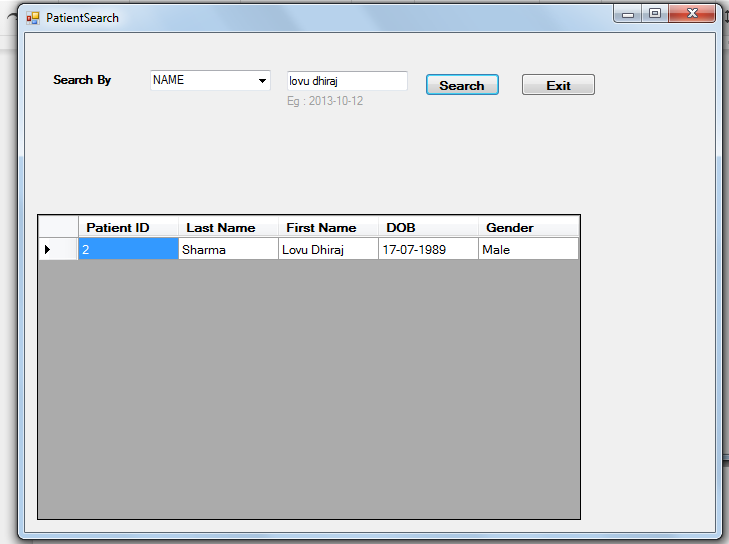 PatientSearch
Search By NAME lovu dhiraj Search Exit
Eg : 2013-10-12
Patient ID Last Name First Name DOB Gender
2 Sharma Lovu Dhiraj 17-07-1989 Male